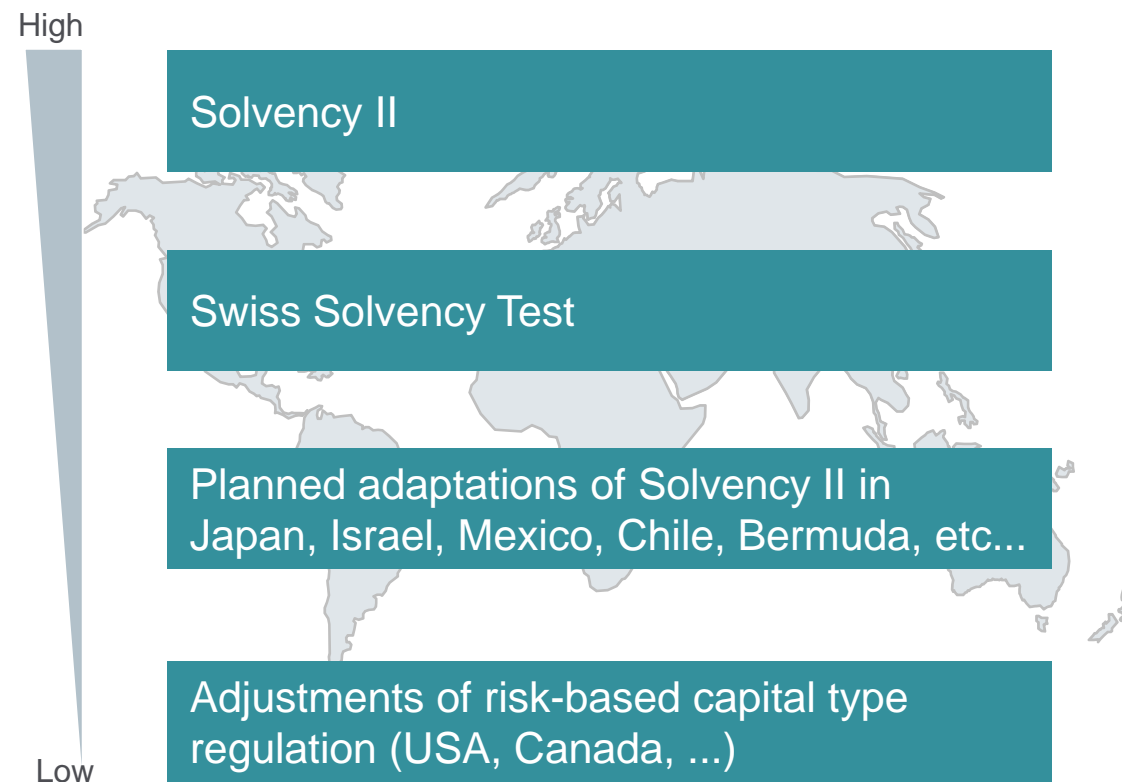 High
Solvency II
Swiss Solvency Test
Planned adaptations of Solvency II in
Japan, Israel, Mexico, Chile, Bermuda, etc...
Adjustments of risk-based capital type
regulation (USA, Canada, ...)
Low